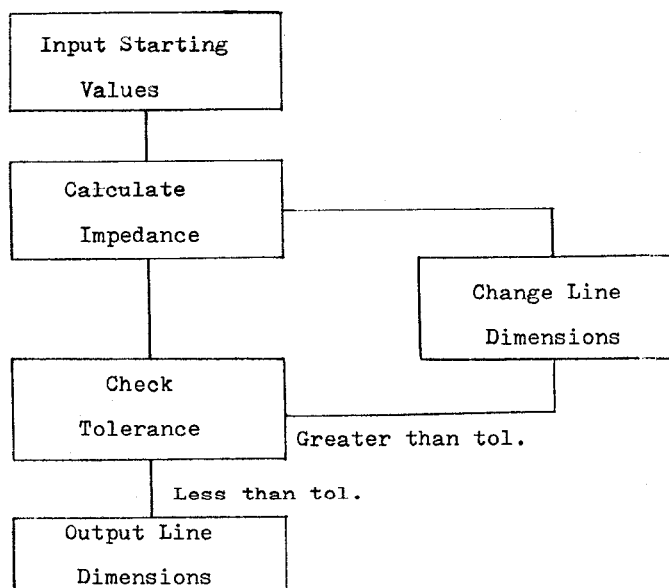 Input Starting
Values
Calculate
Impedance
Change Line
Dimensions
Check
Tolerance
Greater than tol.
Less than tol.
Output Line
Dimensions